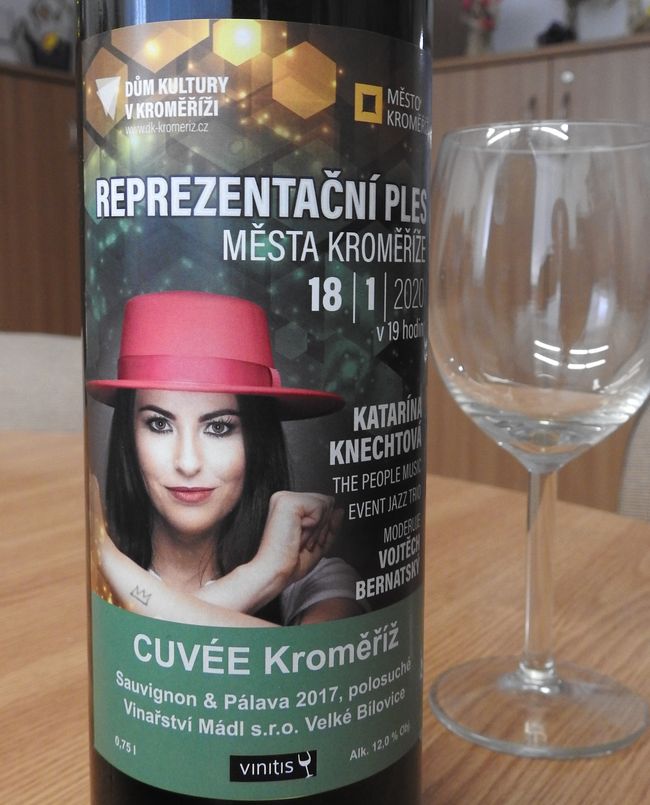 DŮM KULTURY
V KROMĚŘÍŽI
www.dk-kromeriz.cz
MĚSTO
REPREZENTAČNÍ PLES
MĚSTA KROMĚŘÍŽE
18 | 1 | 2020
v 19 hodin
KATARÍNA
KNECHTOVÁ
THE PEOPLE MUSIC
EVENT JAZZ TRIO
MODERUJE
VOJTĚCH
BERNATSKÝ
CUVÉE Kroměříž
Sauvignon & Pálava 2017, polosuché
Vinařství Mádl s.r.o. Velké Bílovice
0,75 l
vinitis
Alk. 12,0 % Obj